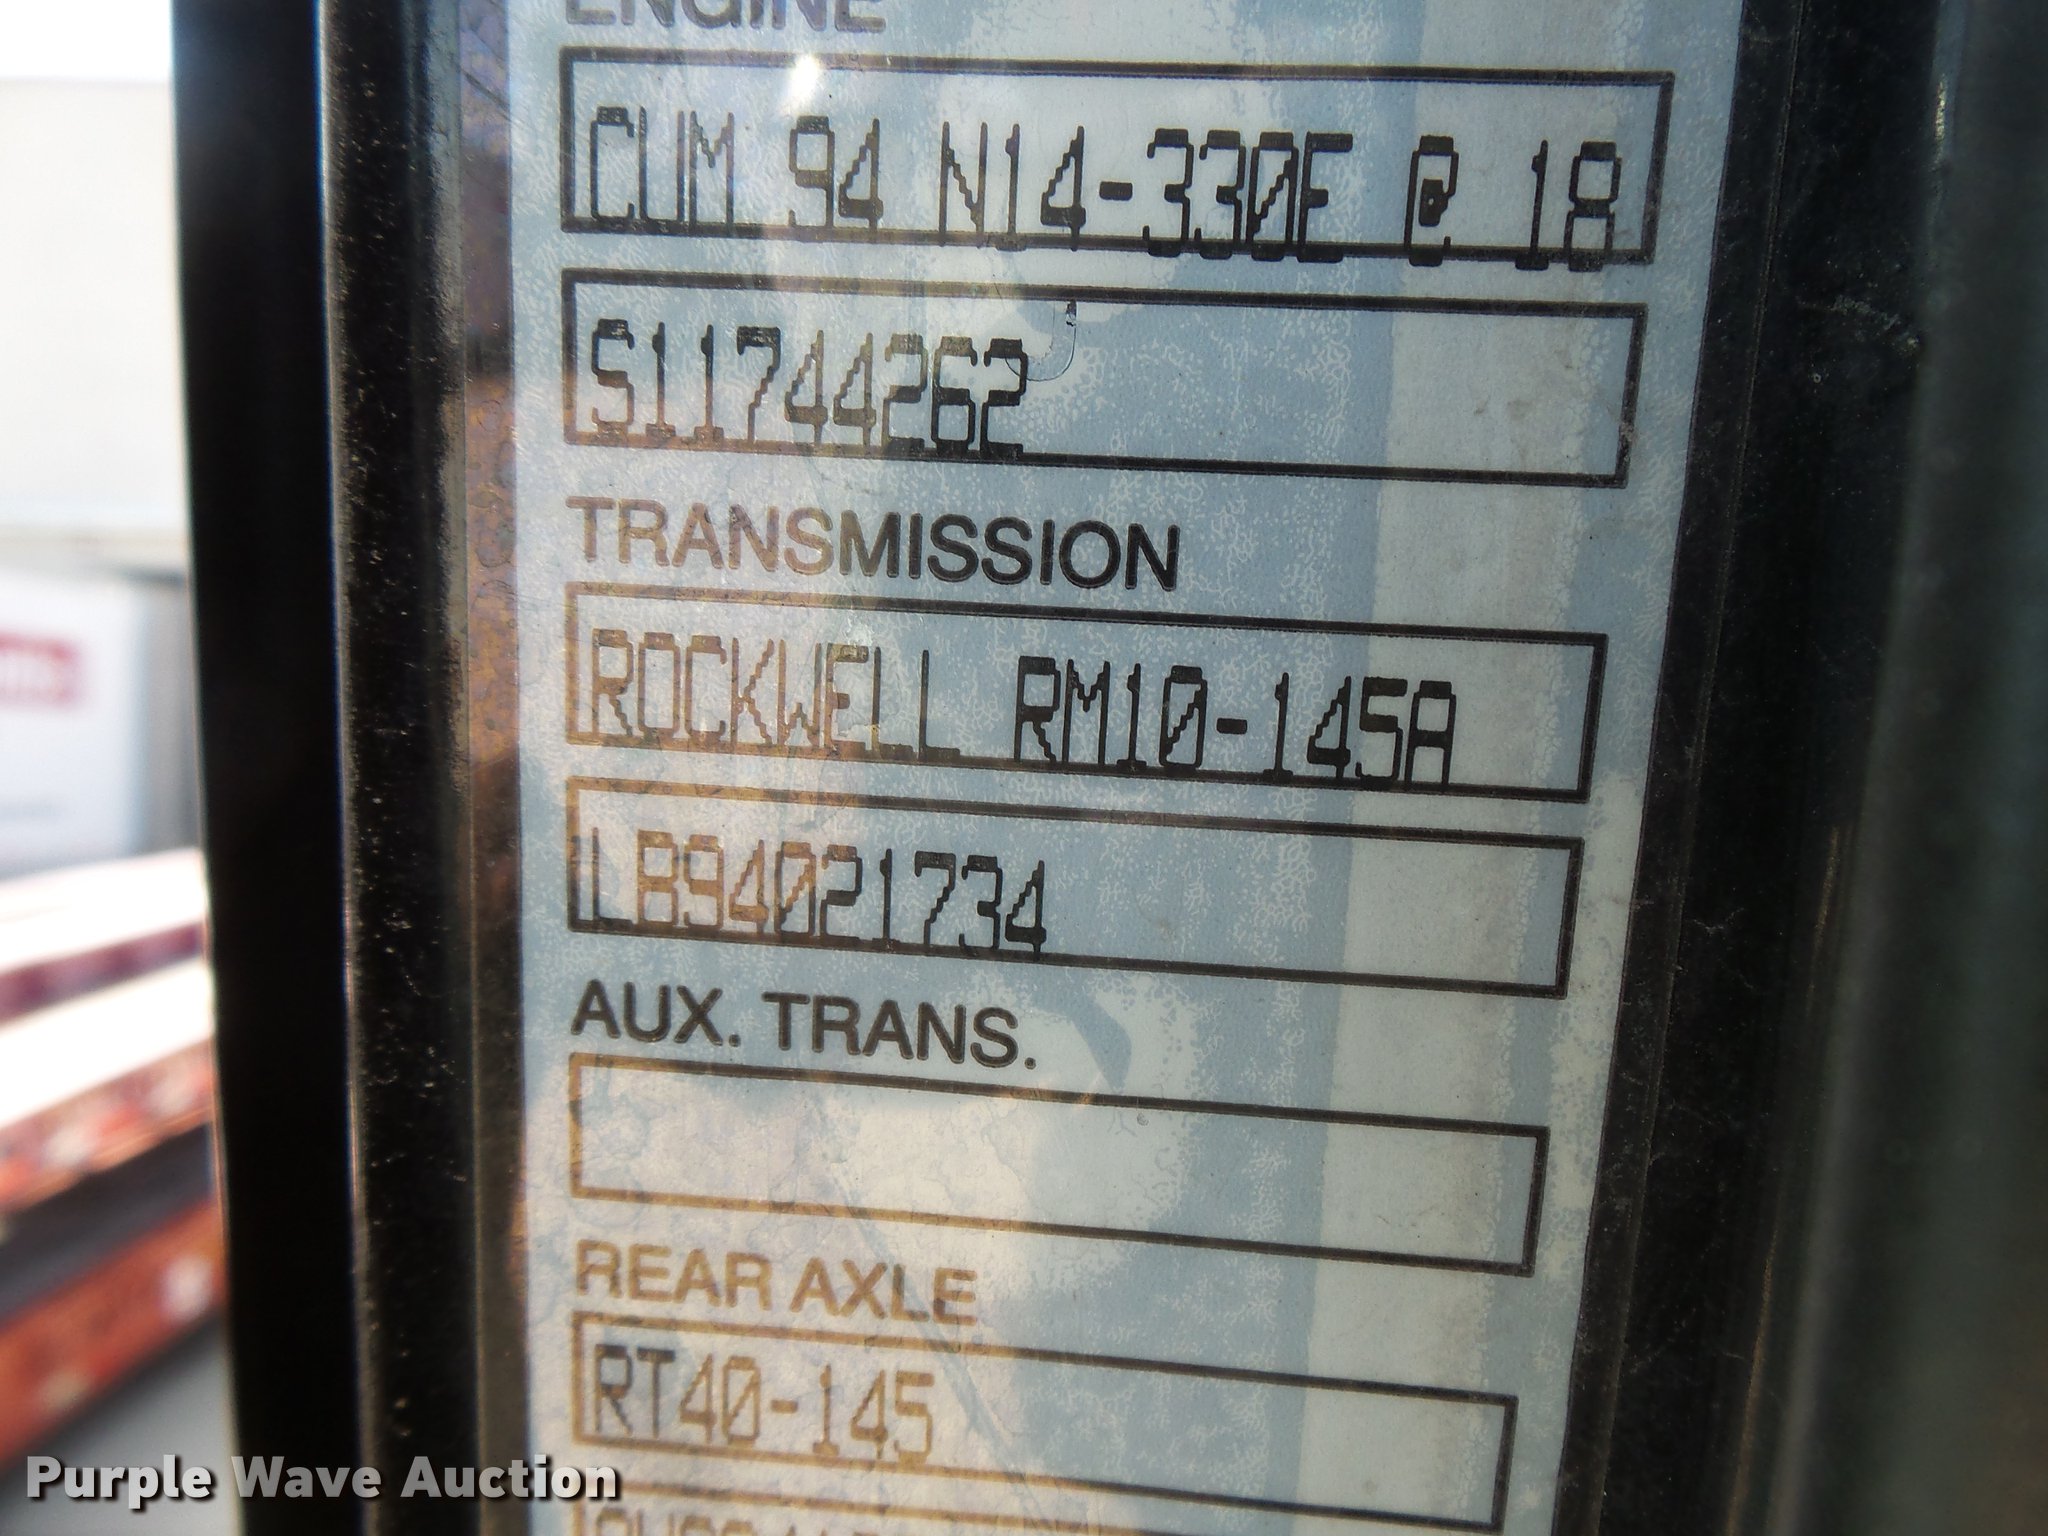 ENGINE
CUM 94 N14-330E @ 18
S11744262
TRANSMISSION
ROCKWELL RM10-145A
LB94021734
AUX. TRANS.
REAR AXLE
RT40-145
Purple Wave Auction